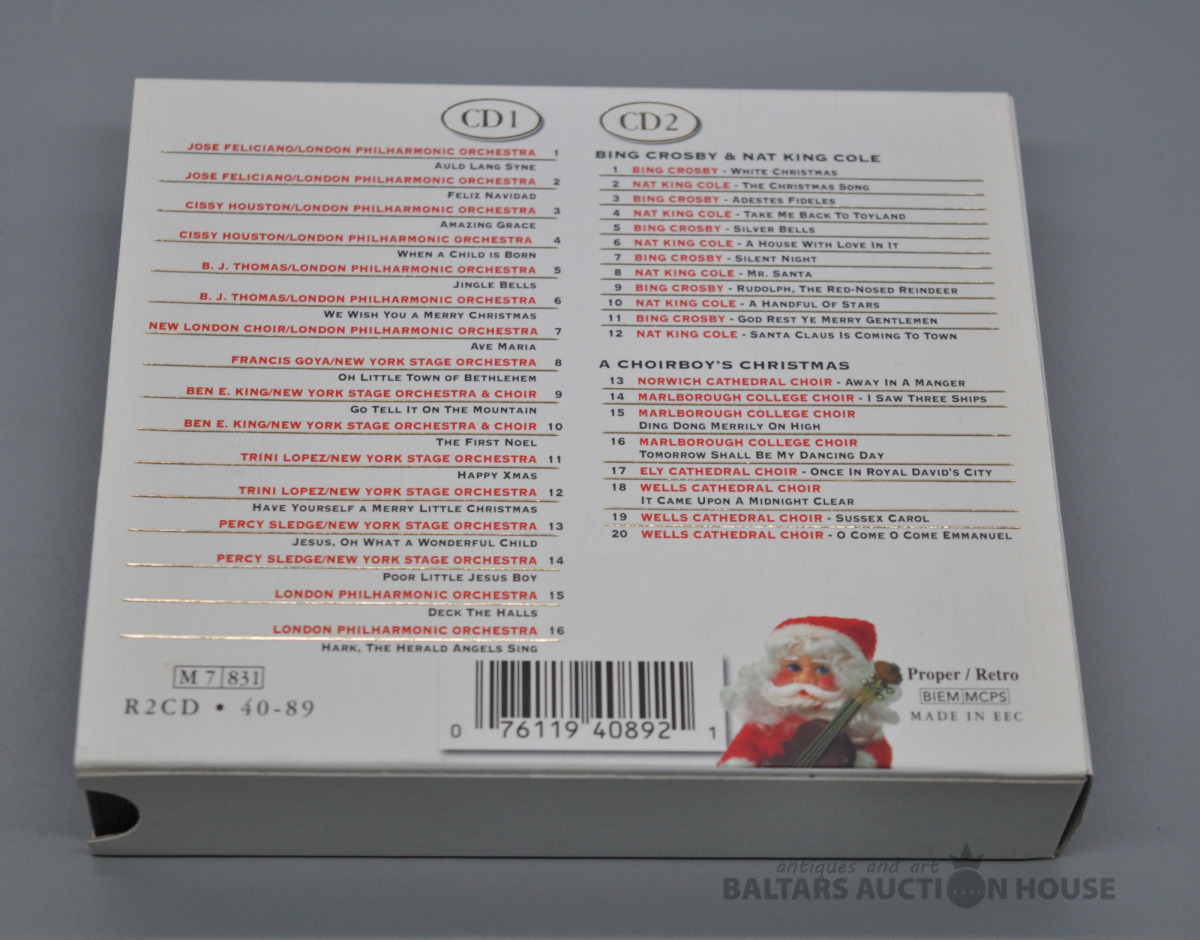 CD1
JOSE FELICIANO/LONDON PHILHARMONIC ORCHESTRA 1
AULD LANG SYNE
JOSE FELICIANO/LONDON PHILHARMONIC ORCHESTRA 2
FELIZ NAVIDAD
CISSY HOUSTON/LONDON PHILHARMONIC ORCHESTRA 3
AMAZING GRACE
CISSY HOUSTON/LONDON PHILHARMONIC ORCHESTRA 4
WHEN A CHILD IS BORN
B. J. THOMAS/LONDON PHILHARMONIC ORCHESTRA 5
JINGLE BELLS
B. J. THOMAS/LONDON PHILHARMONIC ORCHESTRA 6
WE WISH YOU A MERRY CHRISTMAS
NEW LONDON CHOIR/LONDON PHILHARMONIC ORCHESTRA 7
AVE MARIA
FRANCIS GOYA/NEW YORK STAGE ORCHESTRA 8
OH LITTLE TOWN OF BETHLEHEM
BEN E. KING/NEW YORK STAGE ORCHESTRA & CHOIR 9
GO TELL IT ON THE MOUNTAIN
BEN E. KING/NEW YORK STAGE ORCHESTRA & CHOIR 10
THE FIRST NOEL
TRINI LOPEZ/NEW YORK STAGE ORCHESTRA 11
HAPPY XMAS
TRINI LOPEZ/NEW YORK STAGE ORCHESTRA 12
HAVE YOURSELF A MERRY LITTLE CHRISTMAS
PERCY SLEDGE/NEW YORK STAGE ORCHESTRA 13
JESUS, OH WHAT A WONDERFUL CHILD
PERCY SLEDGE/NEW YORK STAGE ORCHESTRA 14
POOR LITTLE JESUS BOY
LONDON PHILHARMONIC ORCHESTRA 15
DECK THE HALLS
LONDON PHILHARMONIC ORCHESTRA 16
HARK, THE HERALD ANGELS SING
M 7 831
R2CD • 40-89
CD2
BING CROSBY & NAT KING COLE
1 BING CROSBY - WHITE CHRISTMAS
2 NAT KING COLE - THE CHRISTMAS SONG
3 BING CROSBY - ADESTES FIDELES
4 NAT KING COLE - TAKE ME BACK TO TOYLAND
5 BING CROSBY - SILVER BELLS
6 NAT KING COLE - A HOUSE WITH LOVE IN IT
7 BING CROSBY - SILENT NIGHT
8 NAT KING COLE - MR. SANTA
9 BING CROSBY - RUDOLPH, THE RED-NOSED REINDEER
10 NAT KING COLE - A HANDFUL OF STARS
11 BING CROSBY - GOD REST YE MERRY GENTLEMEN
12 NAT KING COLE - SANTA CLAUS IS COMING TO TOWN
A CHOIRBOY'S CHRISTMAS
13 NORWICH CATHEDRAL CHOIR - AWAY IN A MANGER
14 MARLBOROUGH COLLEGE CHOIR - I SAW THREE SHIPS
15 MARLBOROUGH COLLEGE CHOIR
DING DONG MERRILY ON HIGH
16 MARLBOROUGH COLLEGE CHOIR
TOMORROW SHALL BE MY DANCING DAY
17 ELY CATHEDRAL CHOIR - ONCE IN ROYAL DAVID'S CITY
18 WELLS CATHEDRAL CHOIR
IT CAME UPON A MIDNIGHT CLEAR
19 WELLS CATHEDRAL CHOIR - SUSSEX CAROL
20 WELLS CATHEDRAL CHOIR - O COME O COME EMMANUEL
0 76119 40892 1
Proper / Retro
BIEM MCPS
MADE IN EEC
antiques and art
BALTARS AUCTION HOUSE